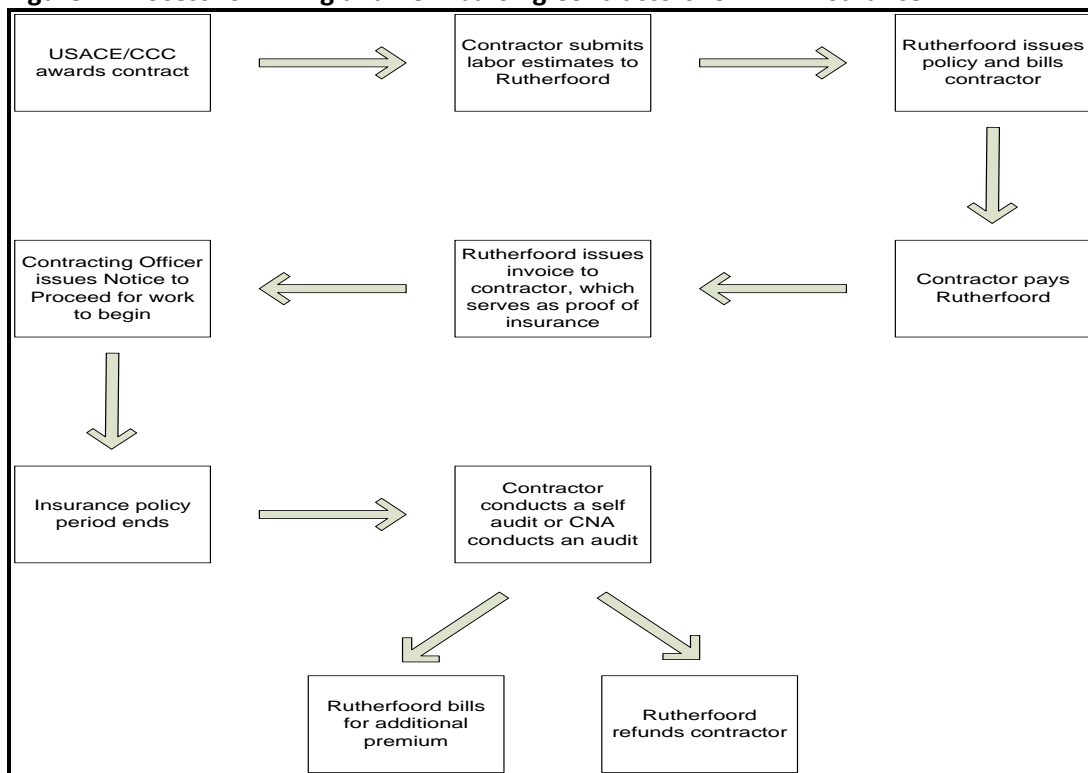 USACE/CCC
awards contract
Contractor submits
labor estimates to
Rutherfoord
Rutherfoord issues
policy and bills
contractor
Contracting Officer
issues Notice to
Proceed for work
to begin
Rutherfoord issues
invoice to
contractor, which
serves as proof of
insurance
Contractor pays
Rutherfoord
Insurance policy
period ends
Contractor
conducts a self
audit or CNA
conducts an audit
Rutherfoord bills
for additional
premium
Rutherfoord
refunds contractor